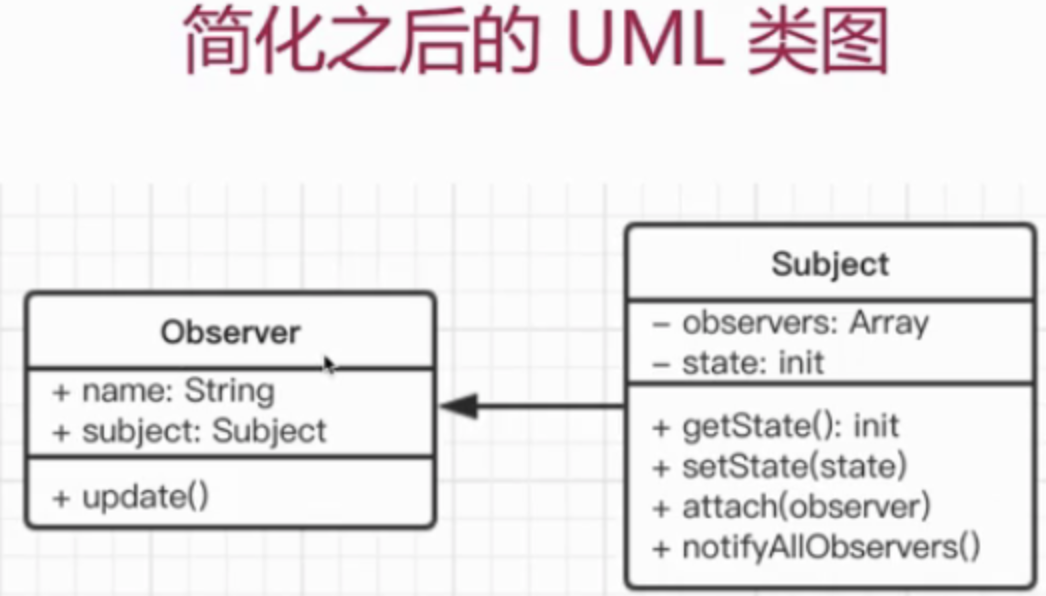 简化之后的 UML 类图
Observer
+ name: String
+ subject: Subject
+ update()
Subject
– observers: Array
– state: init
+ getState(): init
+ setState(state)
+ attach(observer)
+ notifyAllObservers()